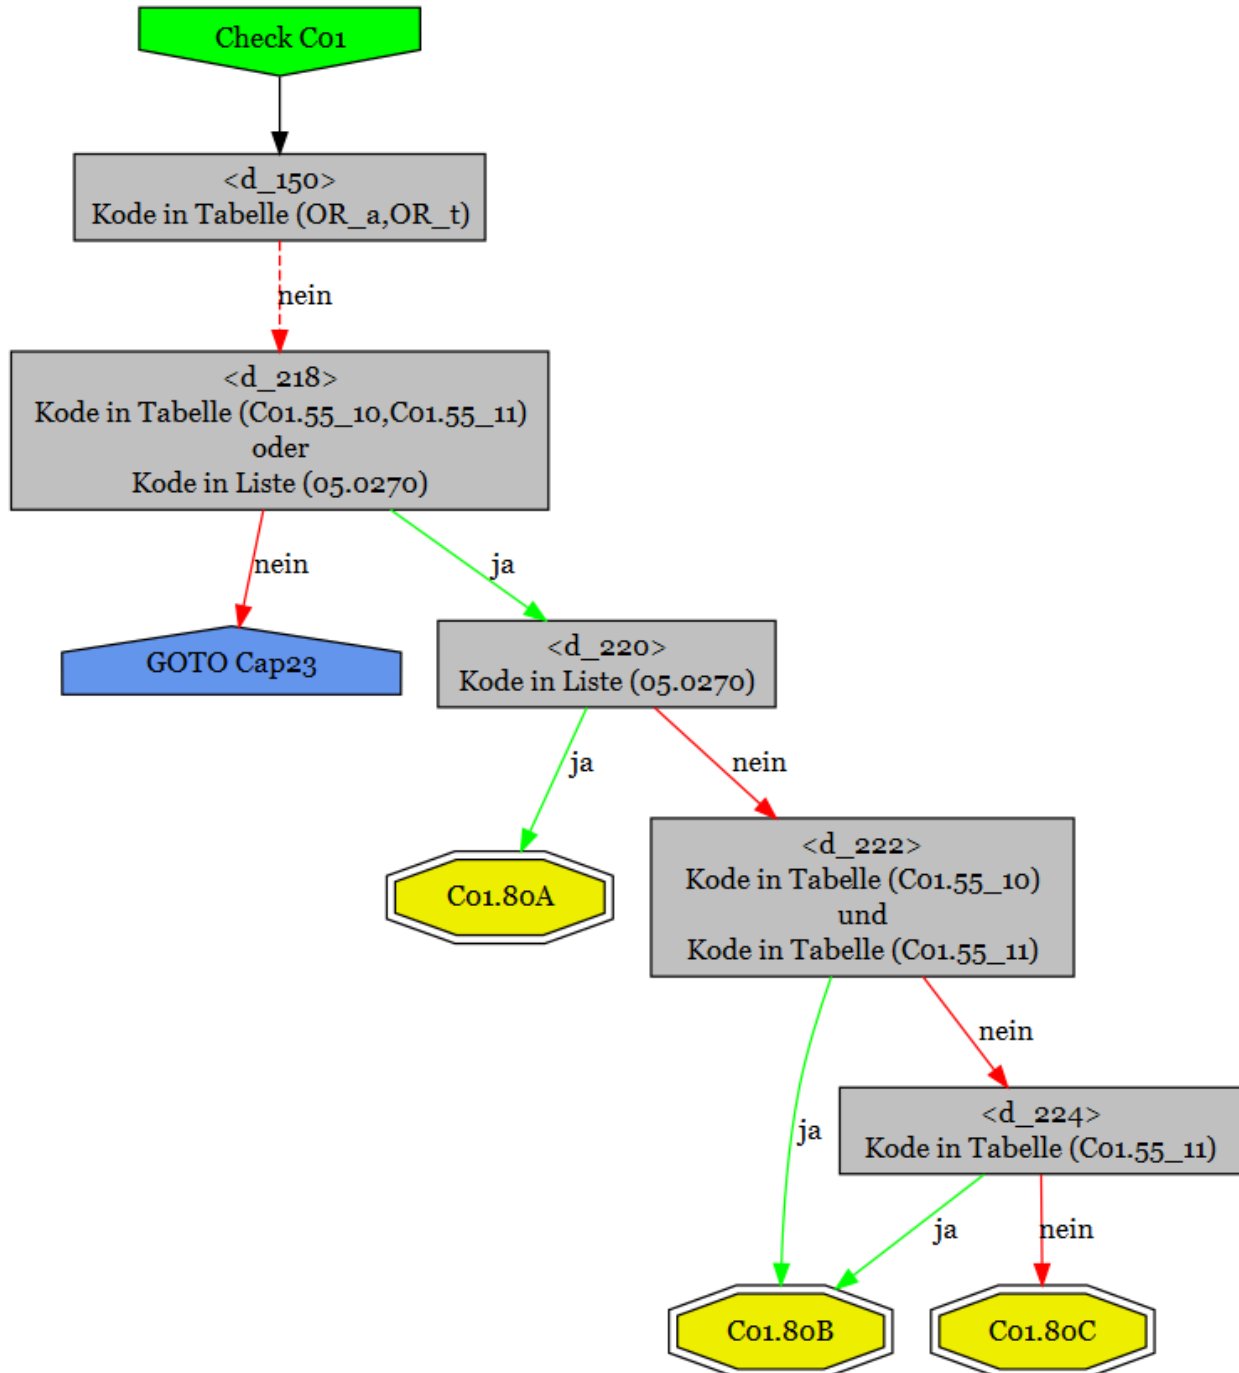 Check C01
<d_150>
Kode in Tabelle (OR_a,OR_t)
nein
<d_218>
Kode in Tabelle (C01.55_10,C01.55_11)
oder
Kode in Liste (05.0270)
nein
ja
GOTO Cap23
<d_220>
Kode in Liste (05.0270)
ja
nein
C01.80A
<d_222>
Kode in Tabelle (C01.55_10)
und
Kode in Tabelle (C01.55_11)
nein
ja
<d_224>
Kode in Tabelle (C01.55_11)
ja
nein
C01.80B
C01.80C